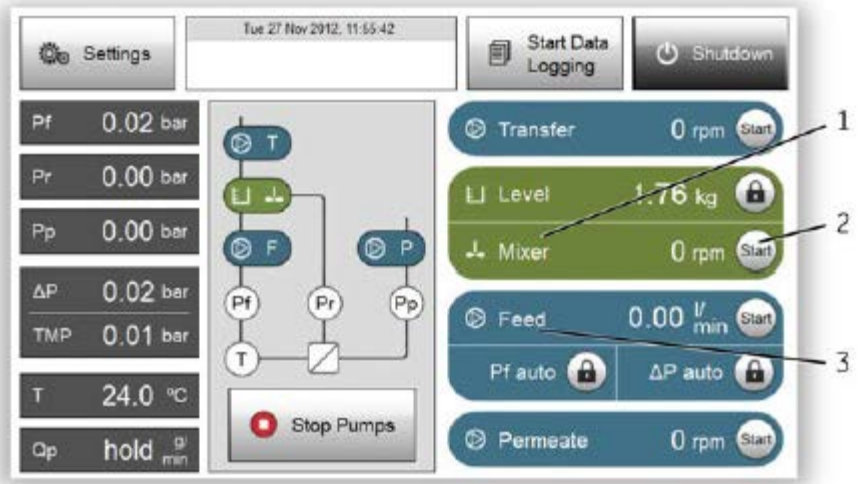 Settings
Tue 27 Nov 2012, 11:55:42
Start Data
Logging
Shutdown
Pf 0.02 bar
Pr 0.00 bar
Pp 0.00 bar
ΔP 0.02 bar
TMP 0.01 bar
T 24.0 ºC
Qp hold g/min
T
F
P
Pf
Pr
Pp
T
Stop Pumps
Transfer 0 rpm Start
Level 1.76 kg
Mixer 0 rpm Start
Feed 0.00 l/min Start
Pf auto
ΔP auto
Permeate 0 rpm Start
1
2
3